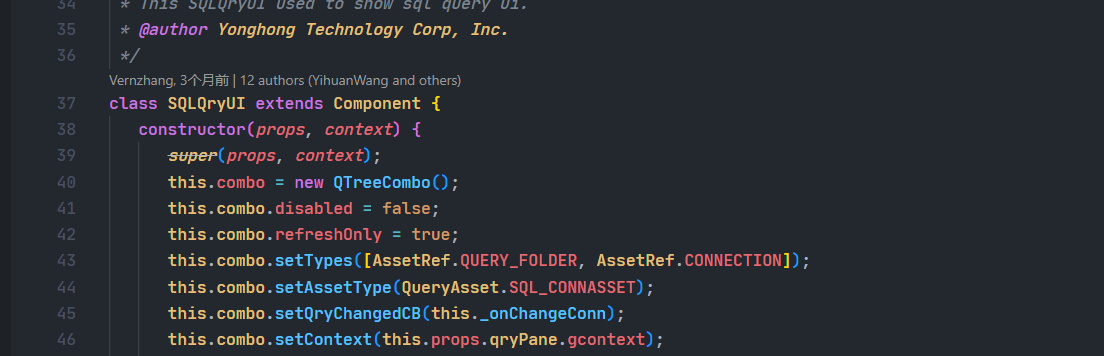 34 * This SQLQryUI used to show sql query ui.
35 * @author Yonghong Technology Corp, Inc.
36 */
Vernzhang, 3个月前 | 12 authors (YihuanWang and others)
37 class SQLQryUI extends Component {
38 constructor(props, context) {
39 super(props, context);
40 this.combo = new QTreeCombo();
41 this.combo.disabled = false;
42 this.combo.refreshOnly = true;
43 this.combo.setTypes([AssetRef.QUERY_FOLDER, AssetRef.CONNECTION]);
44 this.combo.setAssetType(QueryAsset.SQL_CONNASSET);
45 this.combo.setQryChangedCB(this._onChangeConn);
46 this.combo.setContext(this.props.qryPane.gcontext);